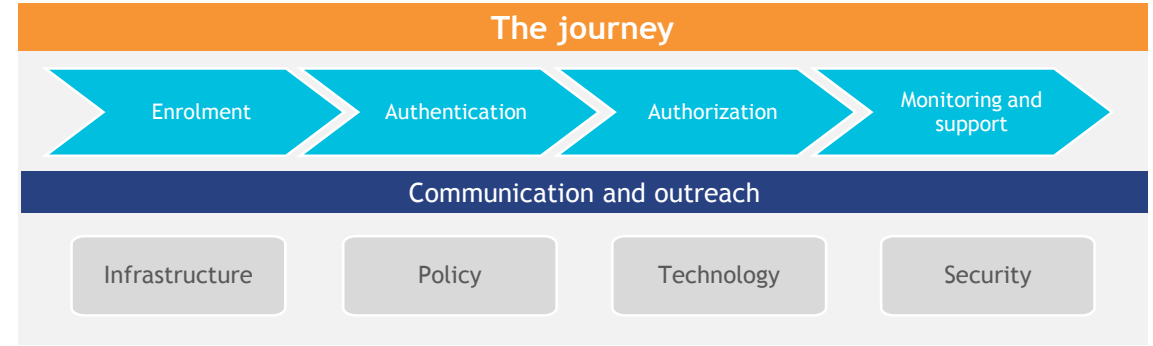 The journey
Enrolment
Authentication
Authorization
Monitoring and
support
Communication and outreach
Infrastructure
Policy
Technology
Security